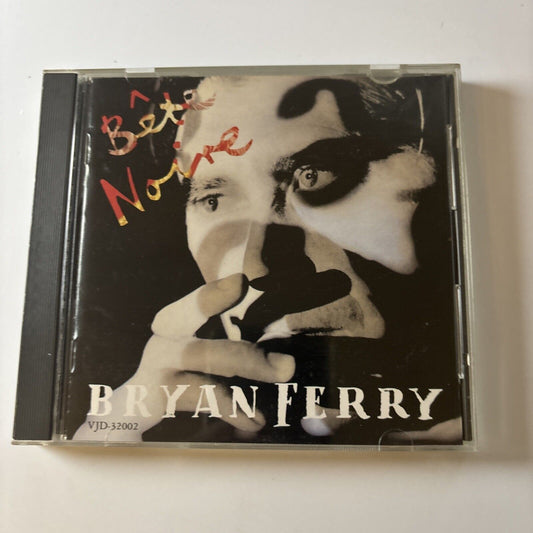 Bête
Noire
BRYAN FERRY
VJD-32002